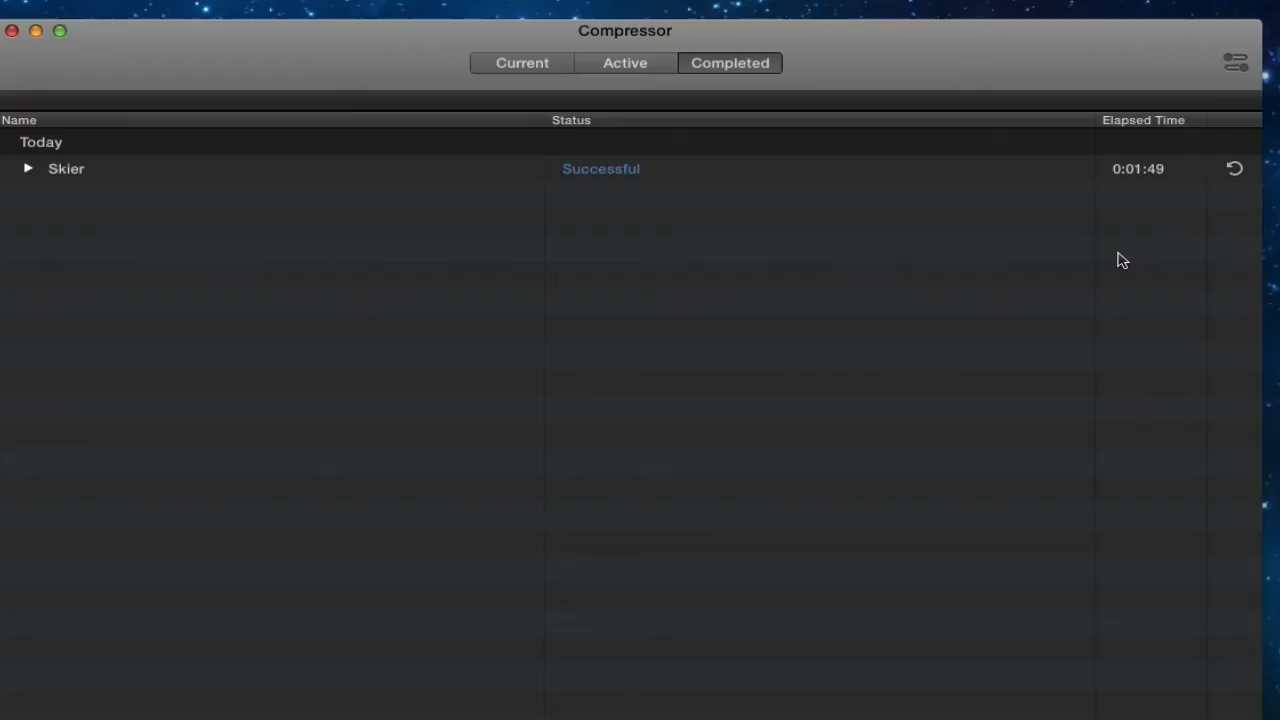 Compressor
Current Active Completed
Name Status Elapsed Time
Today
Skier Successful 0:01:49